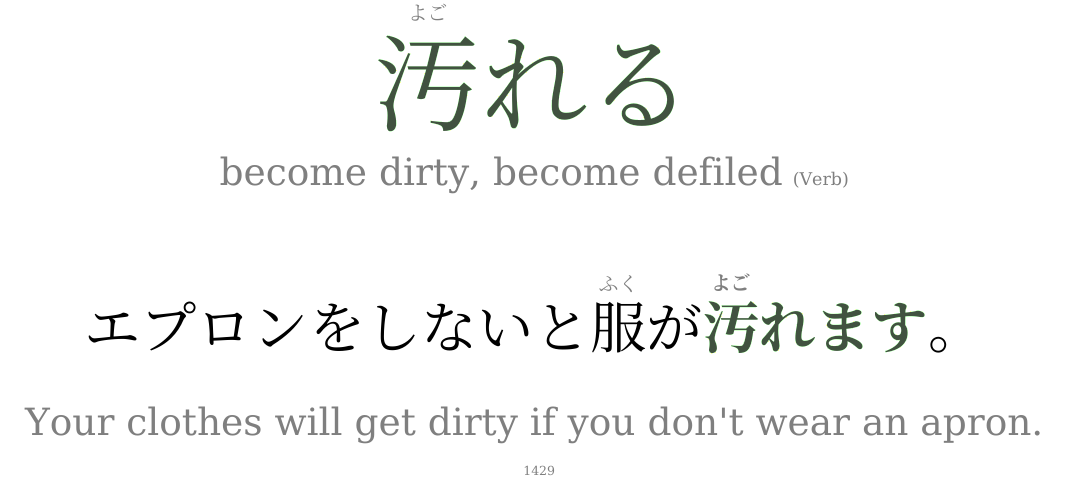 よご
汚れる
become dirty, become defiled (Verb)
ふく よご
エプロンをしないと服が汚れます。
Your clothes will get dirty if you don't wear an apron.
1429